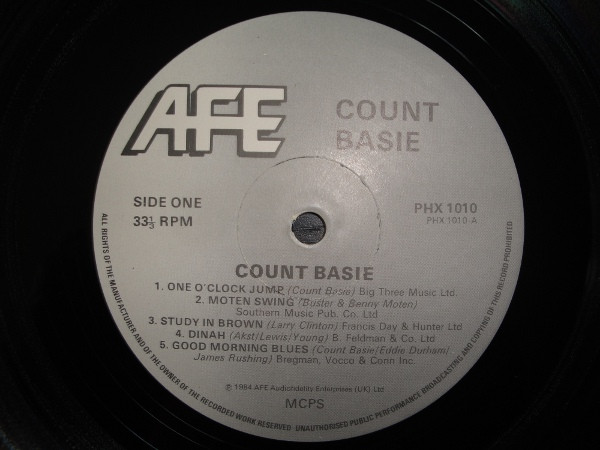 AFE
COUNT
BASIE
SIDE ONE
33⅓ RPM
PHX 1010
PHX 1010-A
COUNT BASIE
1. ONE O'CLOCK JUMP (Count Basie) Big Three Music Ltd.
2. MOTEN SWING (Buster & Benny Moten)
Southern Music Pub. Co. Ltd
3. STUDY IN BROWN (Larry Clinton) Francis Day & Hunter Ltd
4. DINAH (Akst/Lewis/Young) B. Feldman & Co. Ltd
5. GOOD MORNING BLUES (Count Basie/Eddie Durham/
James Rushing) Bregman, Vocco & Conn Inc.
℗ 1984 AFE Audiofidelity Enterprises (UK) Ltd
MCPS
ALL RIGHTS OF THE MANUFACTURER AND OF THE OWNER OF THE RECORDED WORK RESERVED UNAUTHORISED PUBLIC PERFORMANCE BROADCASTING AND COPYING OF THIS RECORD PROHIBITED